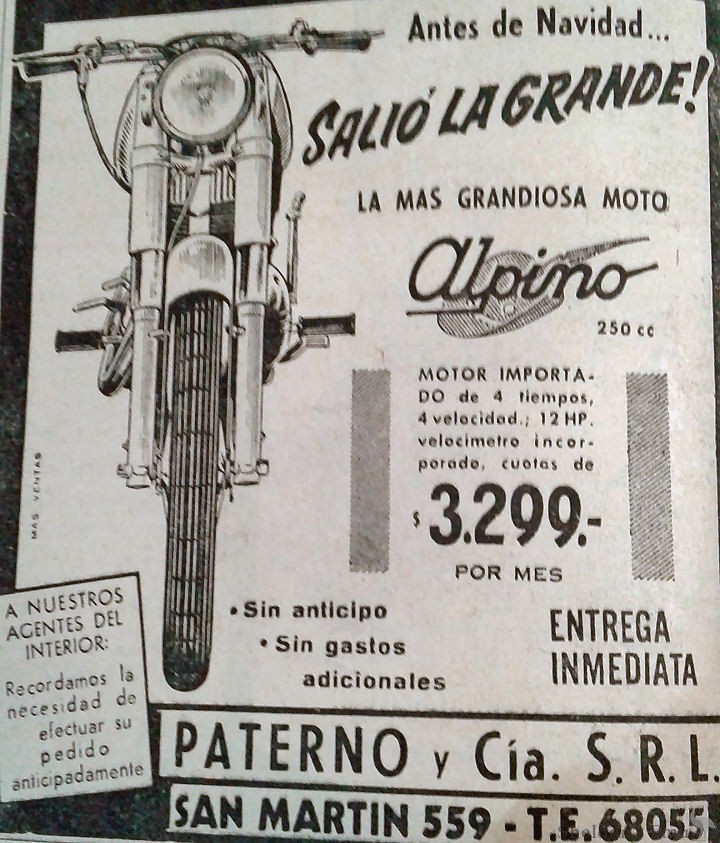 Antes de Navidad...
SALIÓ LA GRANDE!
LA MAS GRANDIOSA MOTO
Alpino
250 cc
MOTOR IMPORTA-
DO de 4 tiempos,
4 velocidad.; 12 HP.
velocimetro incor-
porado, cuotas de
$ 3.299.-
POR MES
• Sin anticipo
• Sin gastos
adicionales
ENTREGA
INMEDIATA
MAS VENTAS
A NUESTROS
AGENTES DEL
INTERIOR:
Recordamos la
necesidad de
efectuar su
pedido
anticipadamente
PATERNO y Cía. S. R. L.
SAN MARTIN 559 - T.E. 68055